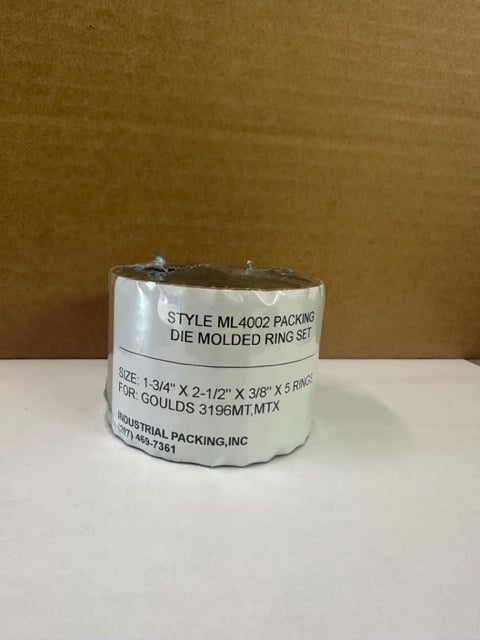 STYLE ML4002 PACKING
DIE MOLDED RING SET
SIZE: 1-3/4" X 2-1/2" X 3/8" X 5 RINGS
FOR: GOULDS 3196MT,MTX
INDUSTRIAL PACKING,INC
469-7361